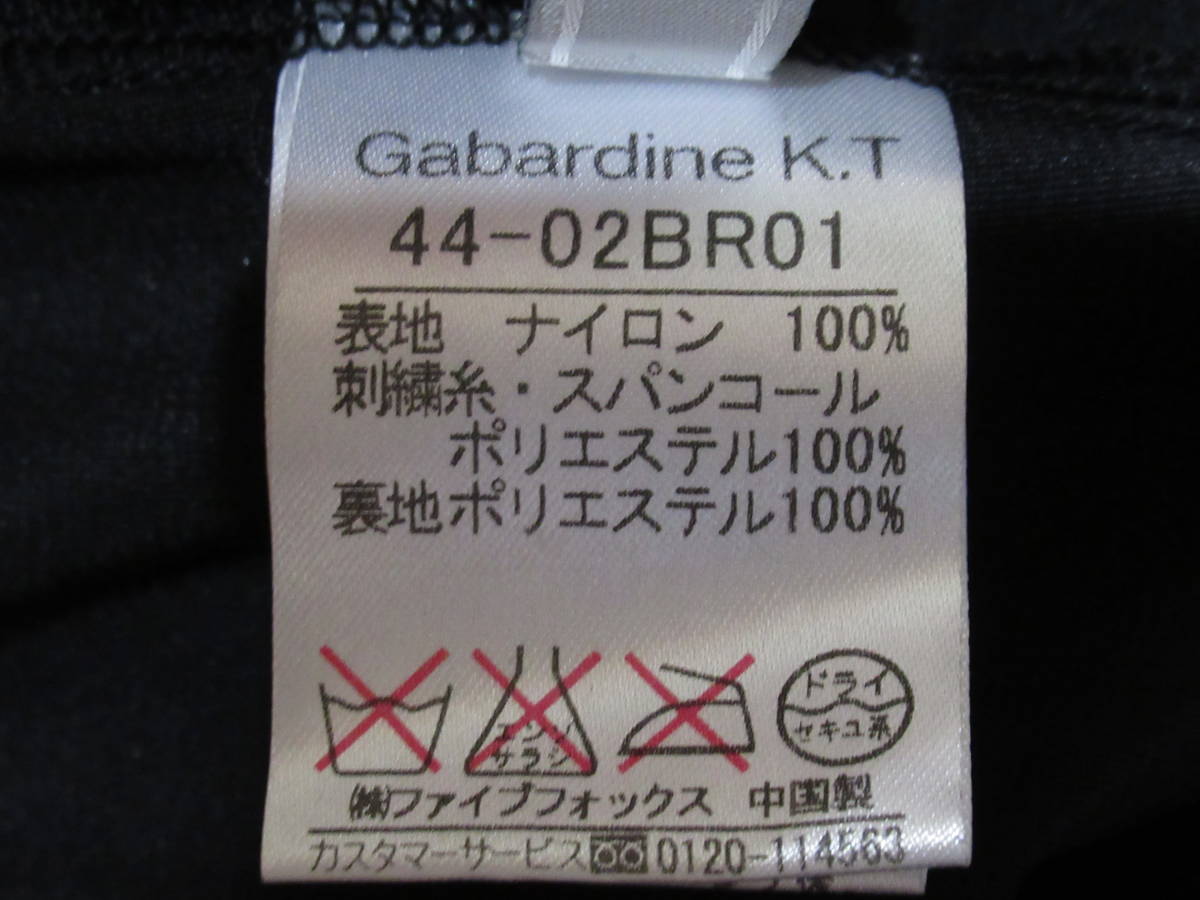 Gabardine K.T
44-02BR01
表地 ナイロン 100%
刺繍糸・スパンコール
ポリエステル100%
裏地ポリエステル100%
エンソ
サラシ
ドライ
セキユ系
㈱ファイブフォックス 中国製
カスタマーサービス 0120-114563